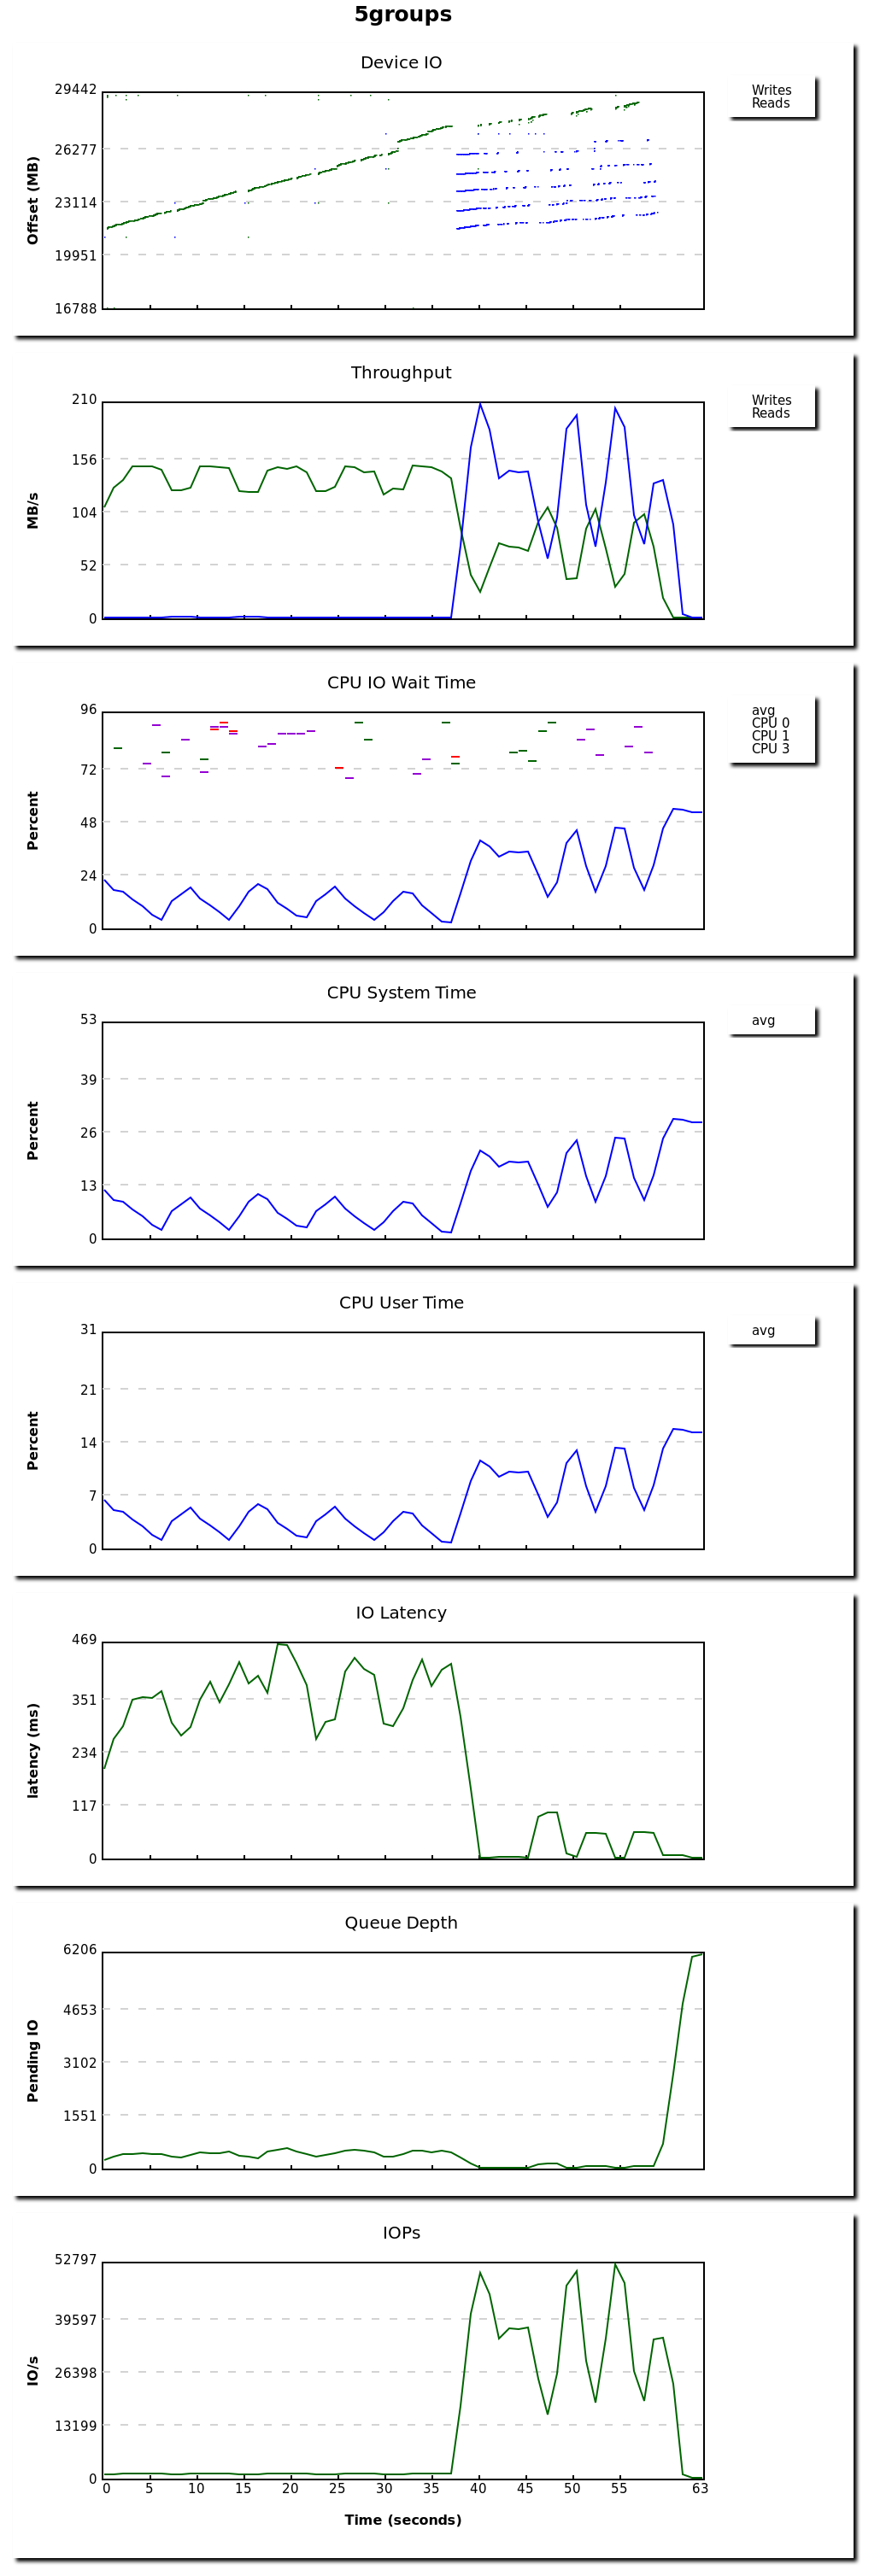 5groups
Device IO
29442
26277
23114
19951
16788
Offset (MB)
Writes
Reads
Throughput
210
156
104
52
0
MB/s
Writes
Reads
CPU IO Wait Time
96
72
48
24
0
Percent
avg
CPU 0
CPU 1
CPU 3
CPU System Time
53
39
26
13
0
Percent
avg
CPU User Time
31
21
14
7
0
Percent
avg
IO Latency
469
351
234
117
0
latency (ms)
Queue Depth
6206
4653
3102
1551
0
Pending IO
IOPs
52797
39597
26398
13199
0
IO/s
0 5 10 15 20 25 30 35 40 45 50 55 63
Time (seconds)